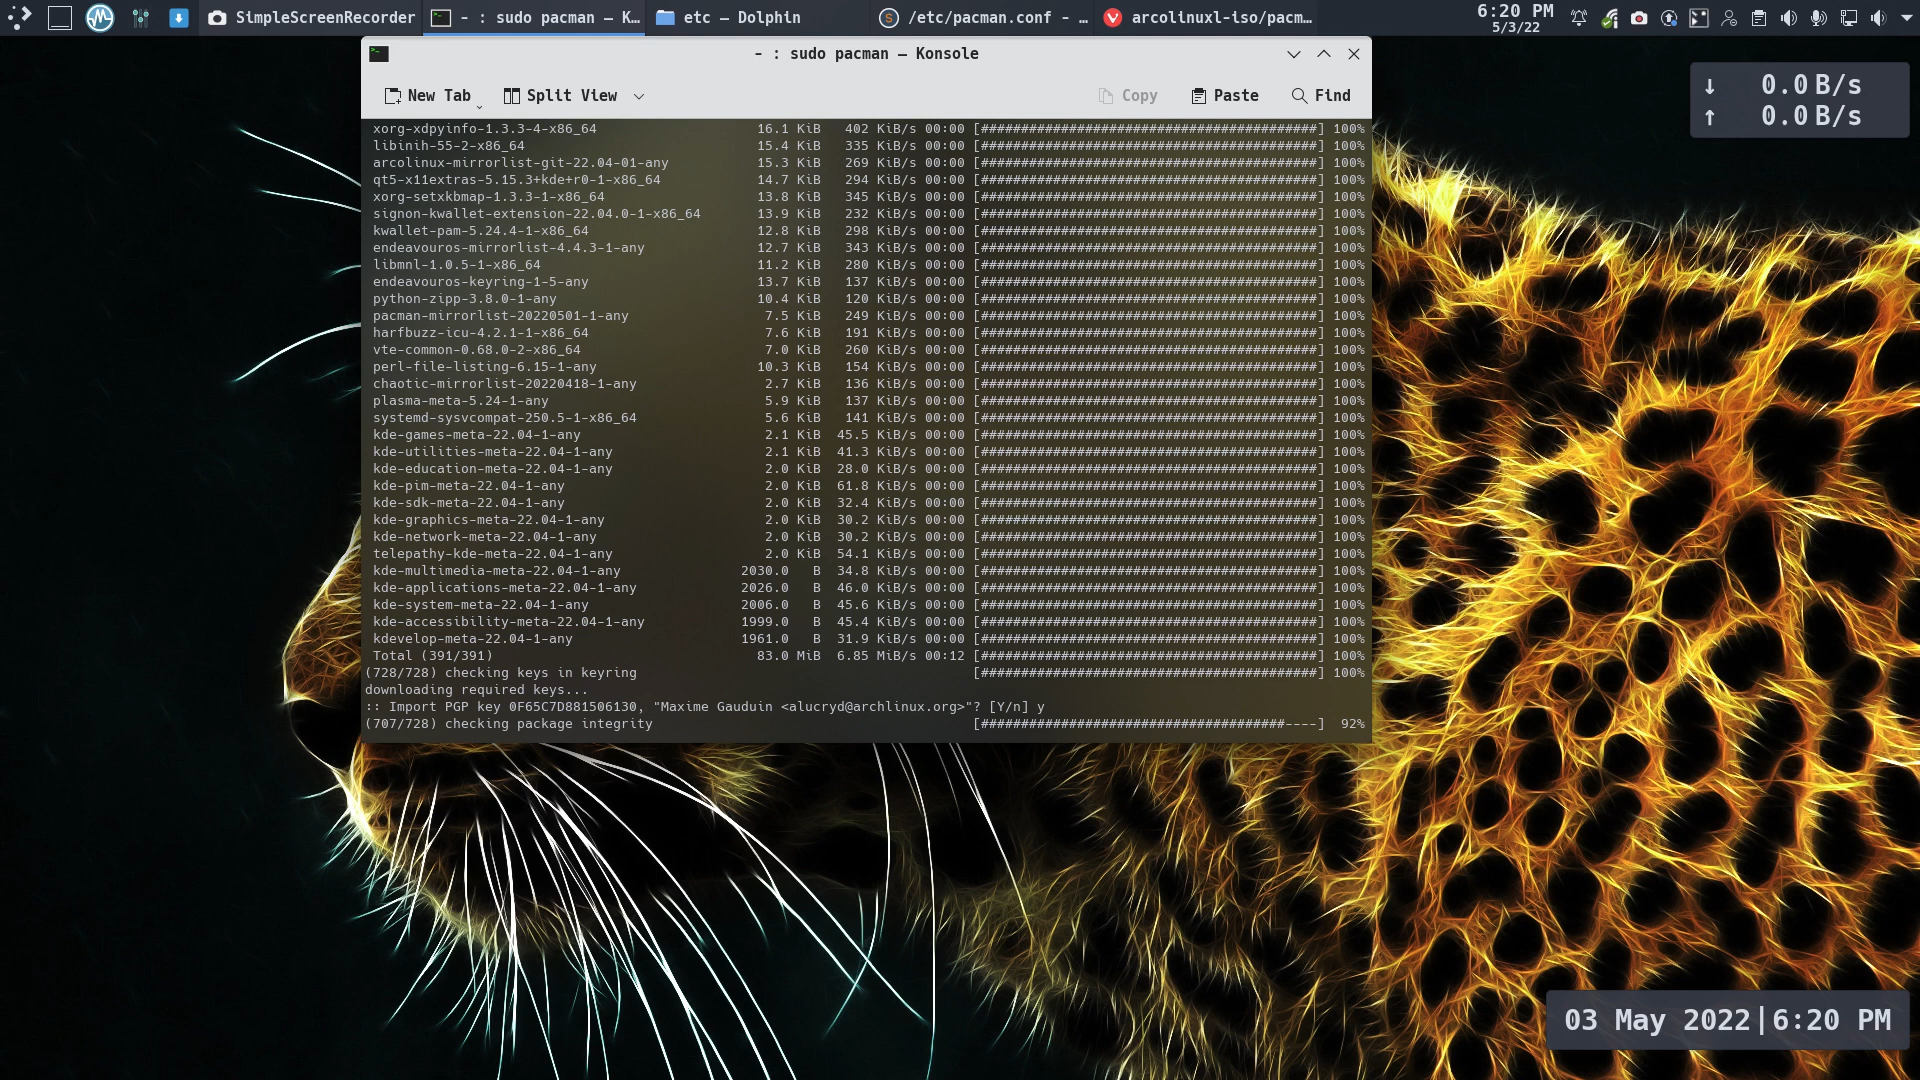 SimpleScreenRecorder
- : sudo pacman — K...
etc — Dolphin
/etc/pacman.conf - ...
arcolinuxl-iso/pacm...
6:20 PM
5/3/22
- : sudo pacman — Konsole
New Tab
Split View
Copy
Paste
Find
↓ 0.0 B/s
↑ 0.0 B/s
xorg-xdpyinfo-1.3.3-4-x86_64 16.1 KiB 402 KiB/s 00:00 [##########################################] 100%
libinih-55-2-x86_64 15.4 KiB 335 KiB/s 00:00 [##########################################] 100%
arcolinux-mirrorlist-git-22.04-01-any 15.3 KiB 269 KiB/s 00:00 [##########################################] 100%
qt5-x11extras-5.15.3+kde+r0-1-x86_64 14.7 KiB 294 KiB/s 00:00 [##########################################] 100%
xorg-setxkbmap-1.3.3-1-x86_64 13.8 KiB 345 KiB/s 00:00 [##########################################] 100%
signon-kwallet-extension-22.04.0-1-x86_64 13.9 KiB 232 KiB/s 00:00 [##########################################] 100%
kwallet-pam-5.24.4-1-x86_64 12.8 KiB 298 KiB/s 00:00 [##########################################] 100%
endeavouros-mirrorlist-4.4.3-1-any 12.7 KiB 343 KiB/s 00:00 [##########################################] 100%
libmnl-1.0.5-1-x86_64 11.2 KiB 280 KiB/s 00:00 [##########################################] 100%
endeavouros-keyring-1-5-any 13.7 KiB 137 KiB/s 00:00 [##########################################] 100%
python-zipp-3.8.0-1-any 10.4 KiB 120 KiB/s 00:00 [##########################################] 100%
pacman-mirrorlist-20220501-1-any 7.5 KiB 249 KiB/s 00:00 [##########################################] 100%
harfbuzz-icu-4.2.1-1-x86_64 7.6 KiB 191 KiB/s 00:00 [##########################################] 100%
vte-common-0.68.0-2-x86_64 7.0 KiB 260 KiB/s 00:00 [##########################################] 100%
perl-file-listing-6.15-1-any 10.3 KiB 154 KiB/s 00:00 [##########################################] 100%
chaotic-mirrorlist-20220418-1-any 2.7 KiB 136 KiB/s 00:00 [##########################################] 100%
plasma-meta-5.24-1-any 5.9 KiB 137 KiB/s 00:00 [##########################################] 100%
systemd-sysvcompat-250.5-1-x86_64 5.6 KiB 141 KiB/s 00:00 [##########################################] 100%
kde-games-meta-22.04-1-any 2.1 KiB 45.5 KiB/s 00:00 [##########################################] 100%
kde-utilities-meta-22.04-1-any 2.1 KiB 41.3 KiB/s 00:00 [##########################################] 100%
kde-education-meta-22.04-1-any 2.0 KiB 28.0 KiB/s 00:00 [##########################################] 100%
kde-pim-meta-22.04-1-any 2.0 KiB 61.8 KiB/s 00:00 [##########################################] 100%
kde-sdk-meta-22.04-1-any 2.0 KiB 32.4 KiB/s 00:00 [##########################################] 100%
kde-graphics-meta-22.04-1-any 2.0 KiB 30.2 KiB/s 00:00 [##########################################] 100%
kde-network-meta-22.04-1-any 2.0 KiB 30.2 KiB/s 00:00 [##########################################] 100%
telepathy-kde-meta-22.04-1-any 2.0 KiB 54.1 KiB/s 00:00 [##########################################] 100%
kde-multimedia-meta-22.04-1-any 2030.0 B 34.8 KiB/s 00:00 [##########################################] 100%
kde-applications-meta-22.04-1-any 2026.0 B 46.0 KiB/s 00:00 [##########################################] 100%
kde-system-meta-22.04-1-any 2006.0 B 45.6 KiB/s 00:00 [##########################################] 100%
kde-accessibility-meta-22.04-1-any 1999.0 B 45.4 KiB/s 00:00 [##########################################] 100%
kdevelop-meta-22.04-1-any 1961.0 B 31.9 KiB/s 00:00 [##########################################] 100%
Total (391/391) 83.0 MiB 6.85 MiB/s 00:12 [##########################################] 100%
(728/728) checking keys in keyring [##########################################] 100%
downloading required keys...
:: Import PGP key 0F65C7D881506130, "Maxime Gauduin <alucryd@archlinux.org>"? [Y/n] y
(707/728) checking package integrity [######################################----] 92%
03 May 2022|6:20 PM